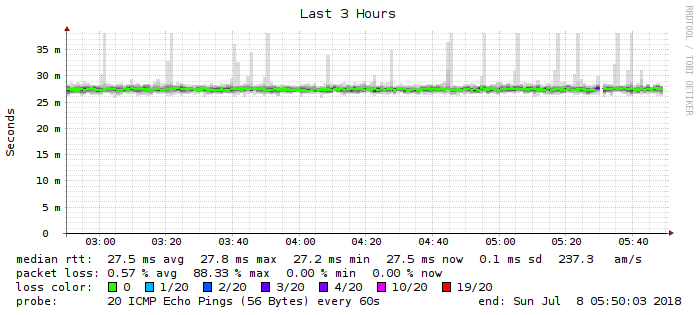 Last 3 Hours
RRDTOOL / TOBI OETIKER
Seconds
35 m
30 m
25 m
20 m
15 m
10 m
5 m
0
03:00 03:20 03:40 04:00 04:20 04:40 05:00 05:20 05:40
median rtt: 27.5 ms avg 27.8 ms max 27.2 ms min 27.5 ms now 0.1 ms sd 237.3 am/s
packet loss: 0.57 % avg 88.33 % max 0.00 % min 0.00 % now
loss color: 0 1/20 2/20 3/20 4/20 10/20 19/20
probe: 20 ICMP Echo Pings (56 Bytes) every 60s end: Sun Jul 8 05:50:03 2018